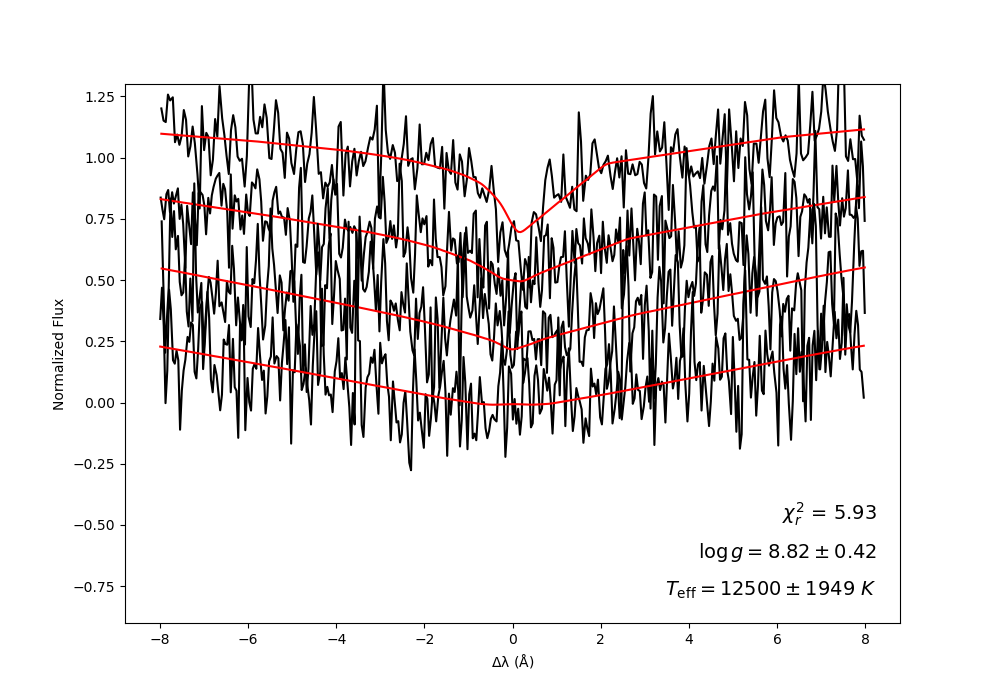 1.25
1.00
0.75
0.50
0.25
0.00
−0.25
−0.50
−0.75
Normalized Flux
χ²ᵣ = 5.93
log g = 8.82 ± 0.42
T_eff = 12500 ± 1949 K
−8 −6 −4 −2 0 2 4 6 8
Δλ (Å)